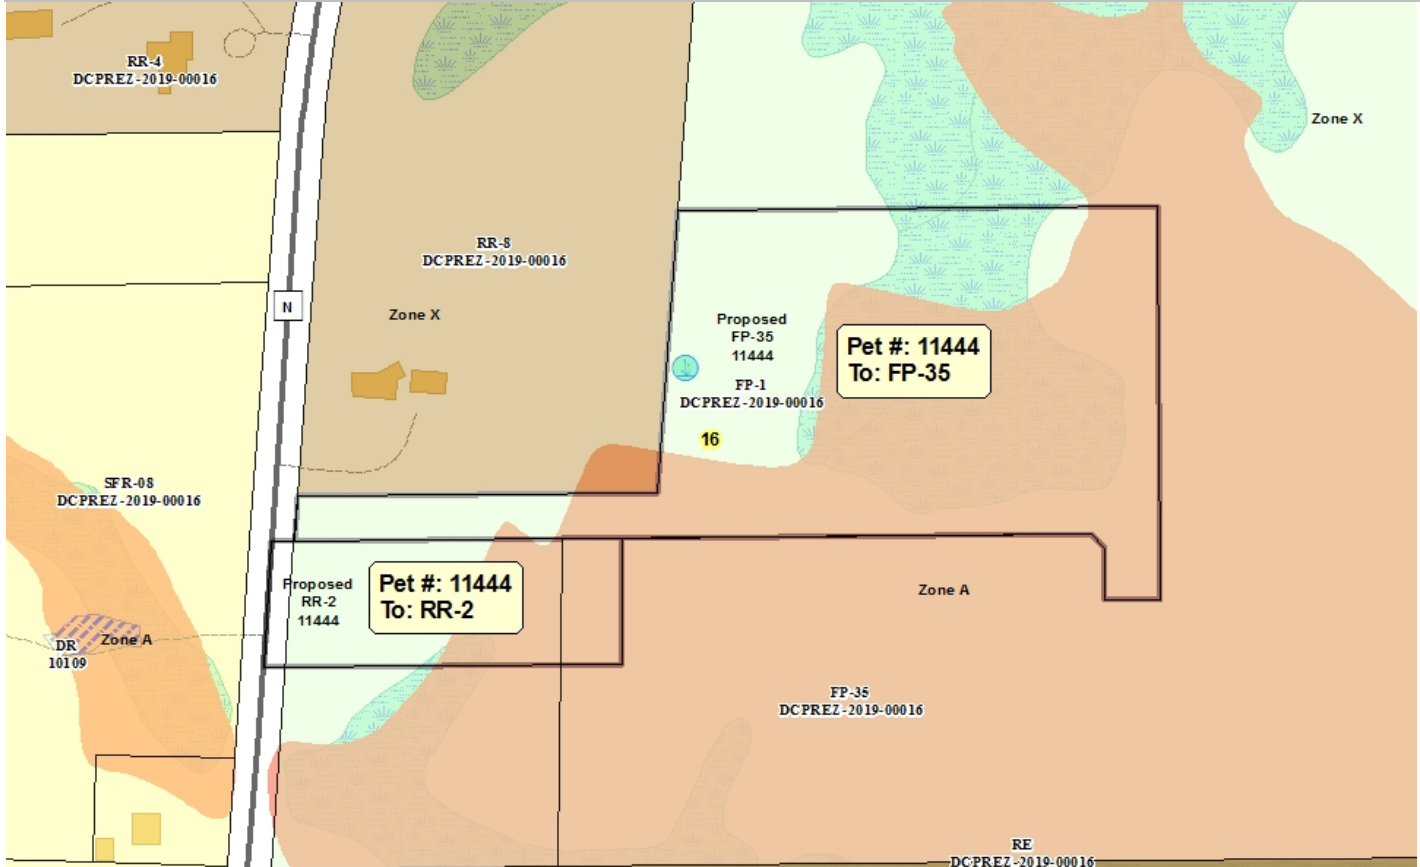 RR-4
DCPREZ-2019-00016
Zone X
RR-8
DCPREZ-2019-00016
N
Zone X
Proposed
FP-35
11444
FP-1
DCPREZ-2019-00016
Pet #: 11444
To: FP-35
16
SFR-08
DCPREZ-2019-00016
Proposed
RR-2
11444
Pet #: 11444
To: RR-2
Zone A
DR
10109
Zone A
FP-35
DCPREZ-2019-00016
RE
DCPREZ-2019-00016